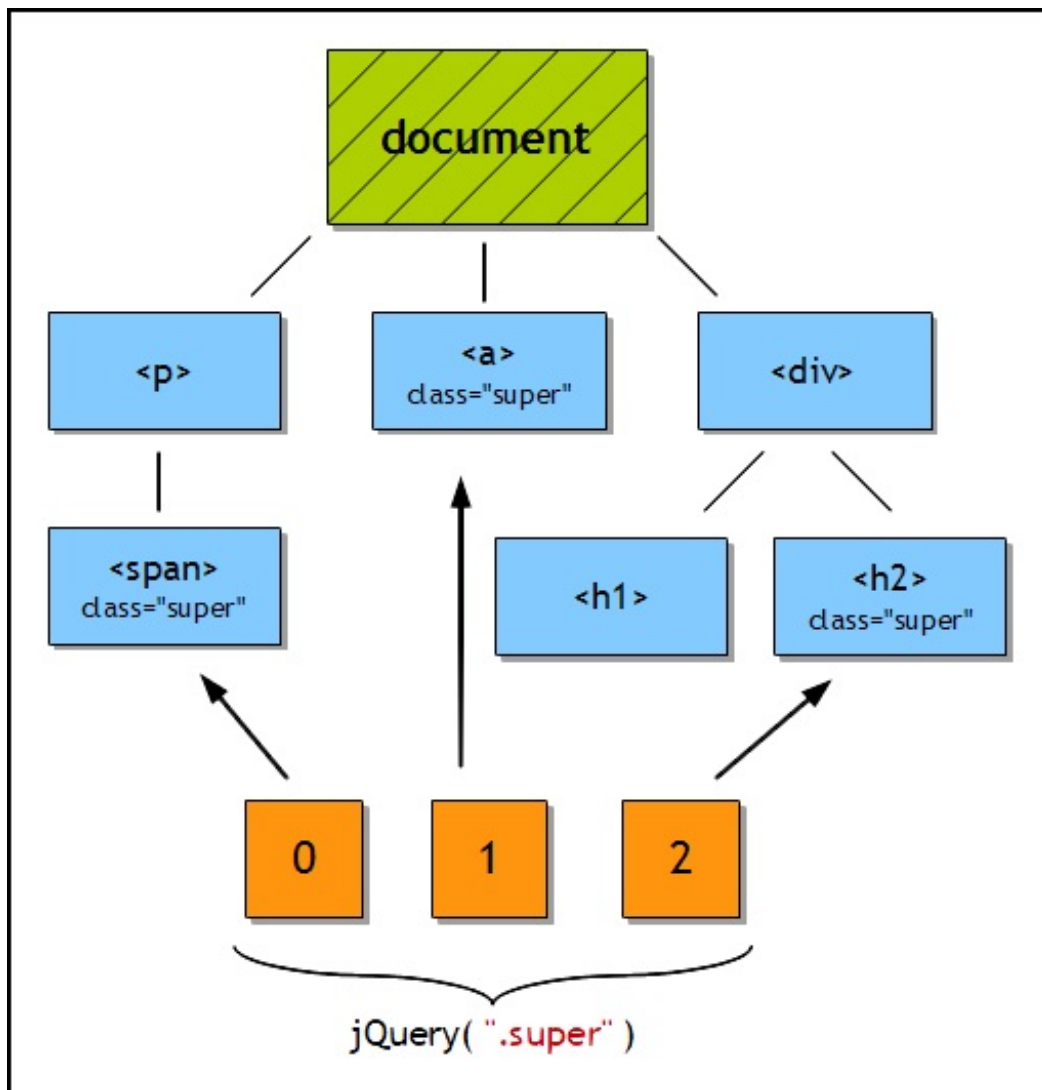 document
<p>
<a>
class="super"
<div>
<span>
class="super"
<h1>
<h2>
class="super"
0
1
2
jQuery( ".super" )